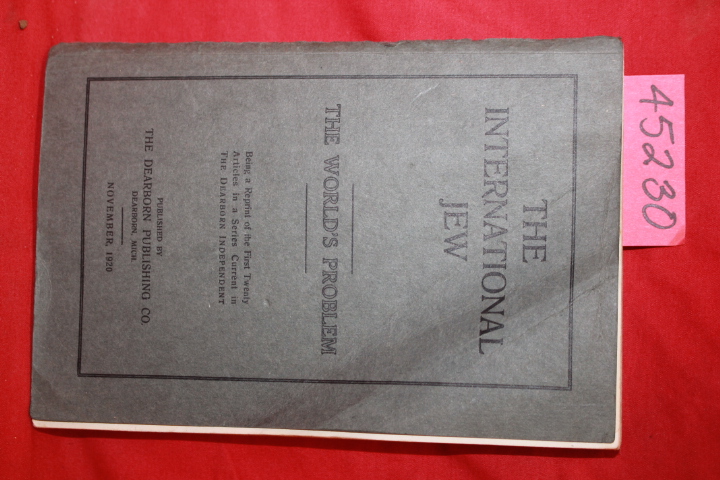 THE
INTERNATIONAL
JEW
THE WORLD'S PROBLEM
Being a Reprint of the First Twenty
Articles in a Series Current in
THE DEARBORN INDEPENDENT
PUBLISHED BY
THE DEARBORN PUBLISHING CO.
DEARBORN, MICH.
NOVEMBER, 1920
45230